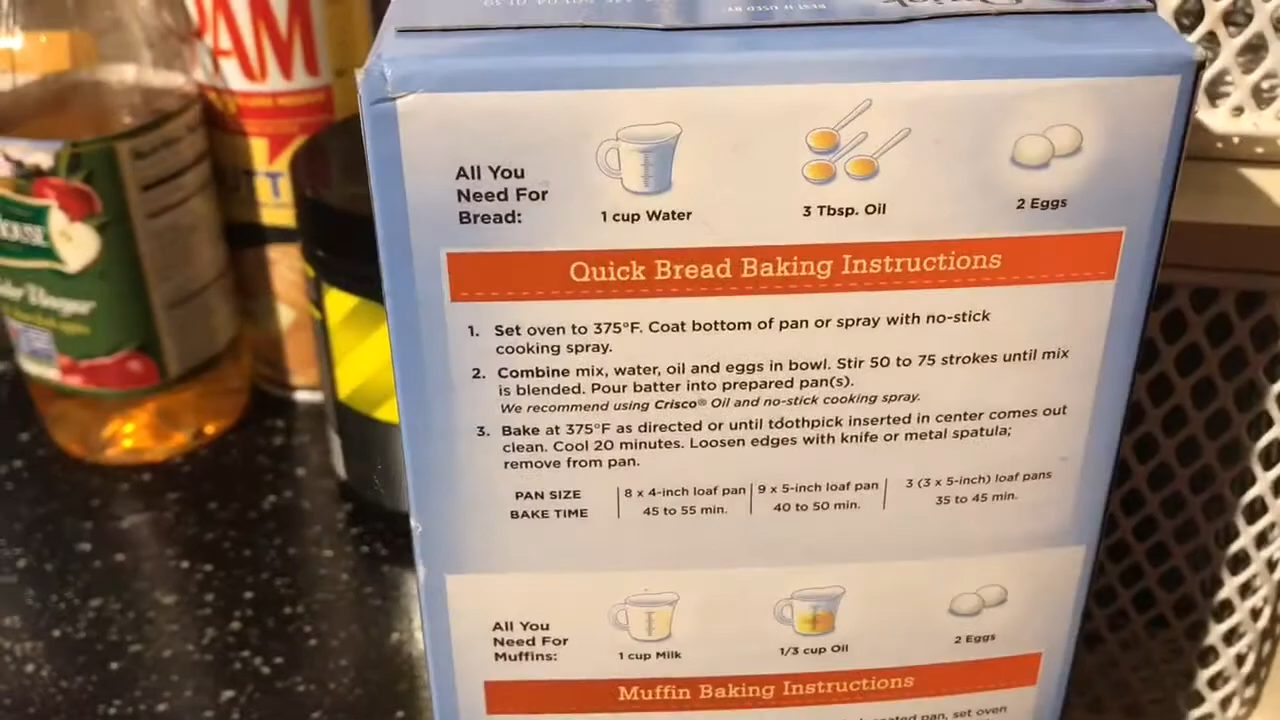 BEST IF USED BY
PAM
All You
Need For
Bread:
1 cup Water
3 Tbsp. Oil
2 Eggs
Quick Bread Baking Instructions
1. Set oven to 375°F. Coat bottom of pan or spray with no-stick
cooking spray.
2. Combine mix, water, oil and eggs in bowl. Stir 50 to 75 strokes until mix
is blended. Pour batter into prepared pan(s).
We recommend using Crisco® Oil and no-stick cooking spray.
3. Bake at 375°F as directed or until toothpick inserted in center comes out
clean. Cool 20 minutes. Loosen edges with knife or metal spatula;
remove from pan.
PAN SIZE 8 x 4-inch loaf pan 9 x 5-inch loaf pan 3 (3 x 5-inch) loaf pans
BAKE TIME 45 to 55 min. 40 to 50 min. 35 to 45 min.
All You
Need For
Muffins:
1 cup Milk
1/3 cup Oil
2 Eggs
Muffin Baking Instructions
pan, set oven